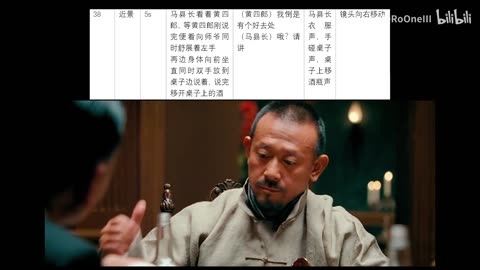 38
近景
5s
马县长看着黄四
郎，等黄四郎刚说
完便看向师爷同
时舒展着左手
再边身体向前坐
直同时双手放到
桌子边说着，说完
移开桌子上的酒
（黄四郎）我倒是
有个好去处
（马县长）哦？请
讲
马县长
衣服
声，手
碰桌子
声，桌
子上移
酒瓶声
镜头向右移动
RoOneIII
bilibili